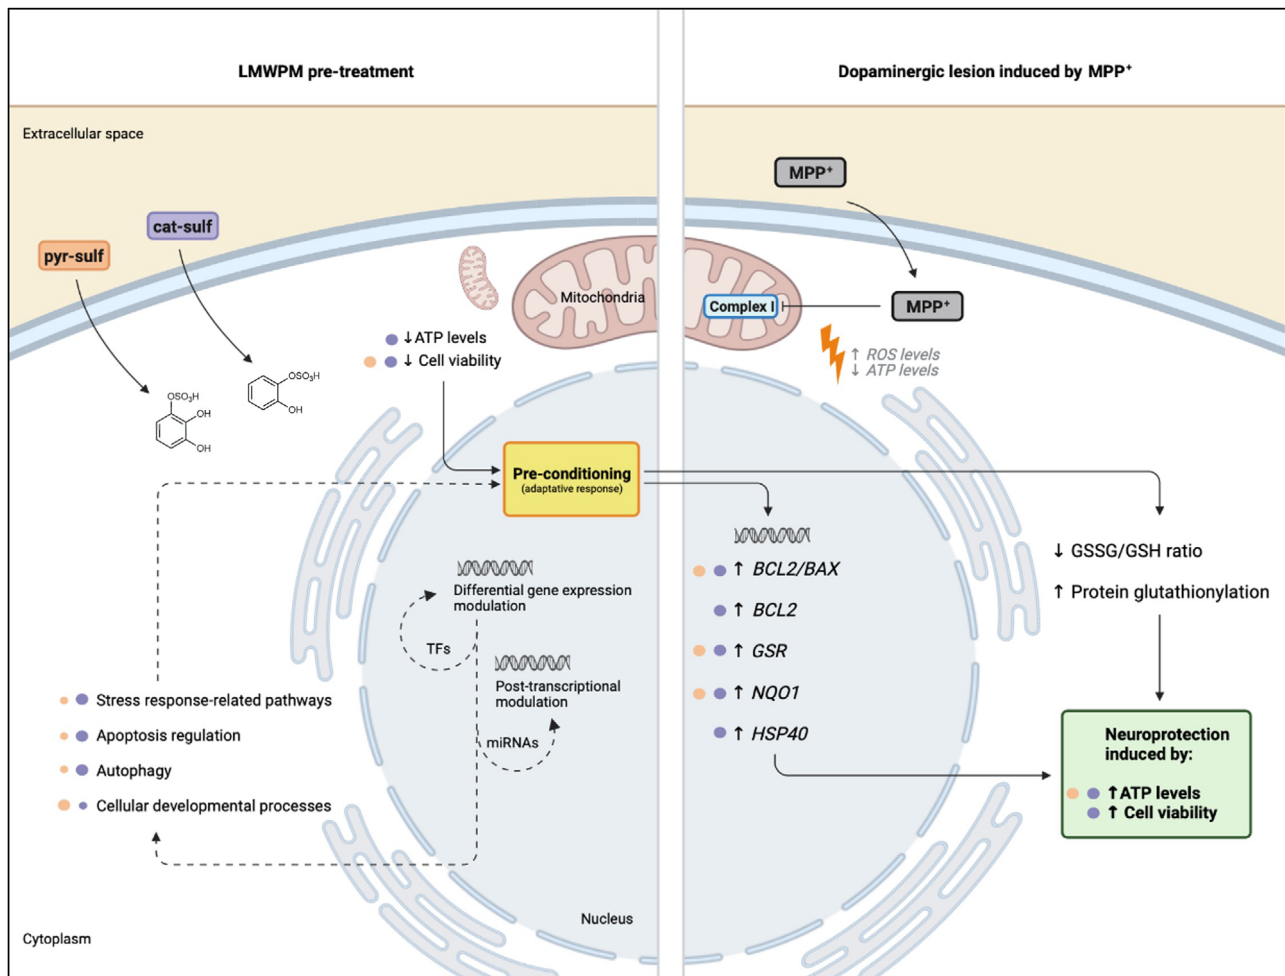 LMWPM pre-treatment
Extracellular space
cat-sulf
pyr-sulf
Mitochondria
↓ATP levels
↓ Cell viability
OSO₃H
OH
OSO₃H
OH
OH
Pre-conditioning
(adaptative response)
Differential gene expression
modulation
TFs
Post-transcriptional
modulation
miRNAs
Stress response-related pathways
Apoptosis regulation
Autophagy
Cellular developmental processes
Nucleus
Cytoplasm
Dopaminergic lesion induced by MPP⁺
MPP⁺
MPP⁺
Complex I
↑ ROS levels
↓ ATP levels
↑ BCL2/BAX
↑ BCL2
↑ GSR
↑ NQO1
↑ HSP40
↓ GSSG/GSH ratio
↑ Protein glutathionylation
Neuroprotection
induced by:
↑ATP levels
↑ Cell viability